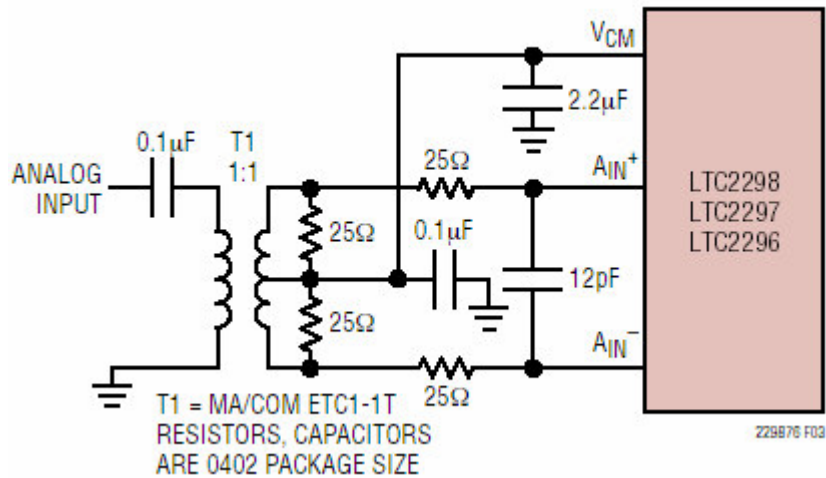 VCM
2.2µF
0.1µF
T1
1:1
ANALOG
INPUT
25Ω
AIN+
LTC2298
LTC2297
LTC2296
25Ω
0.1µF
12pF
25Ω
AIN−
25Ω
T1 = MA/COM ETC1-1T
RESISTORS, CAPACITORS
ARE 0402 PACKAGE SIZE
229876 F03